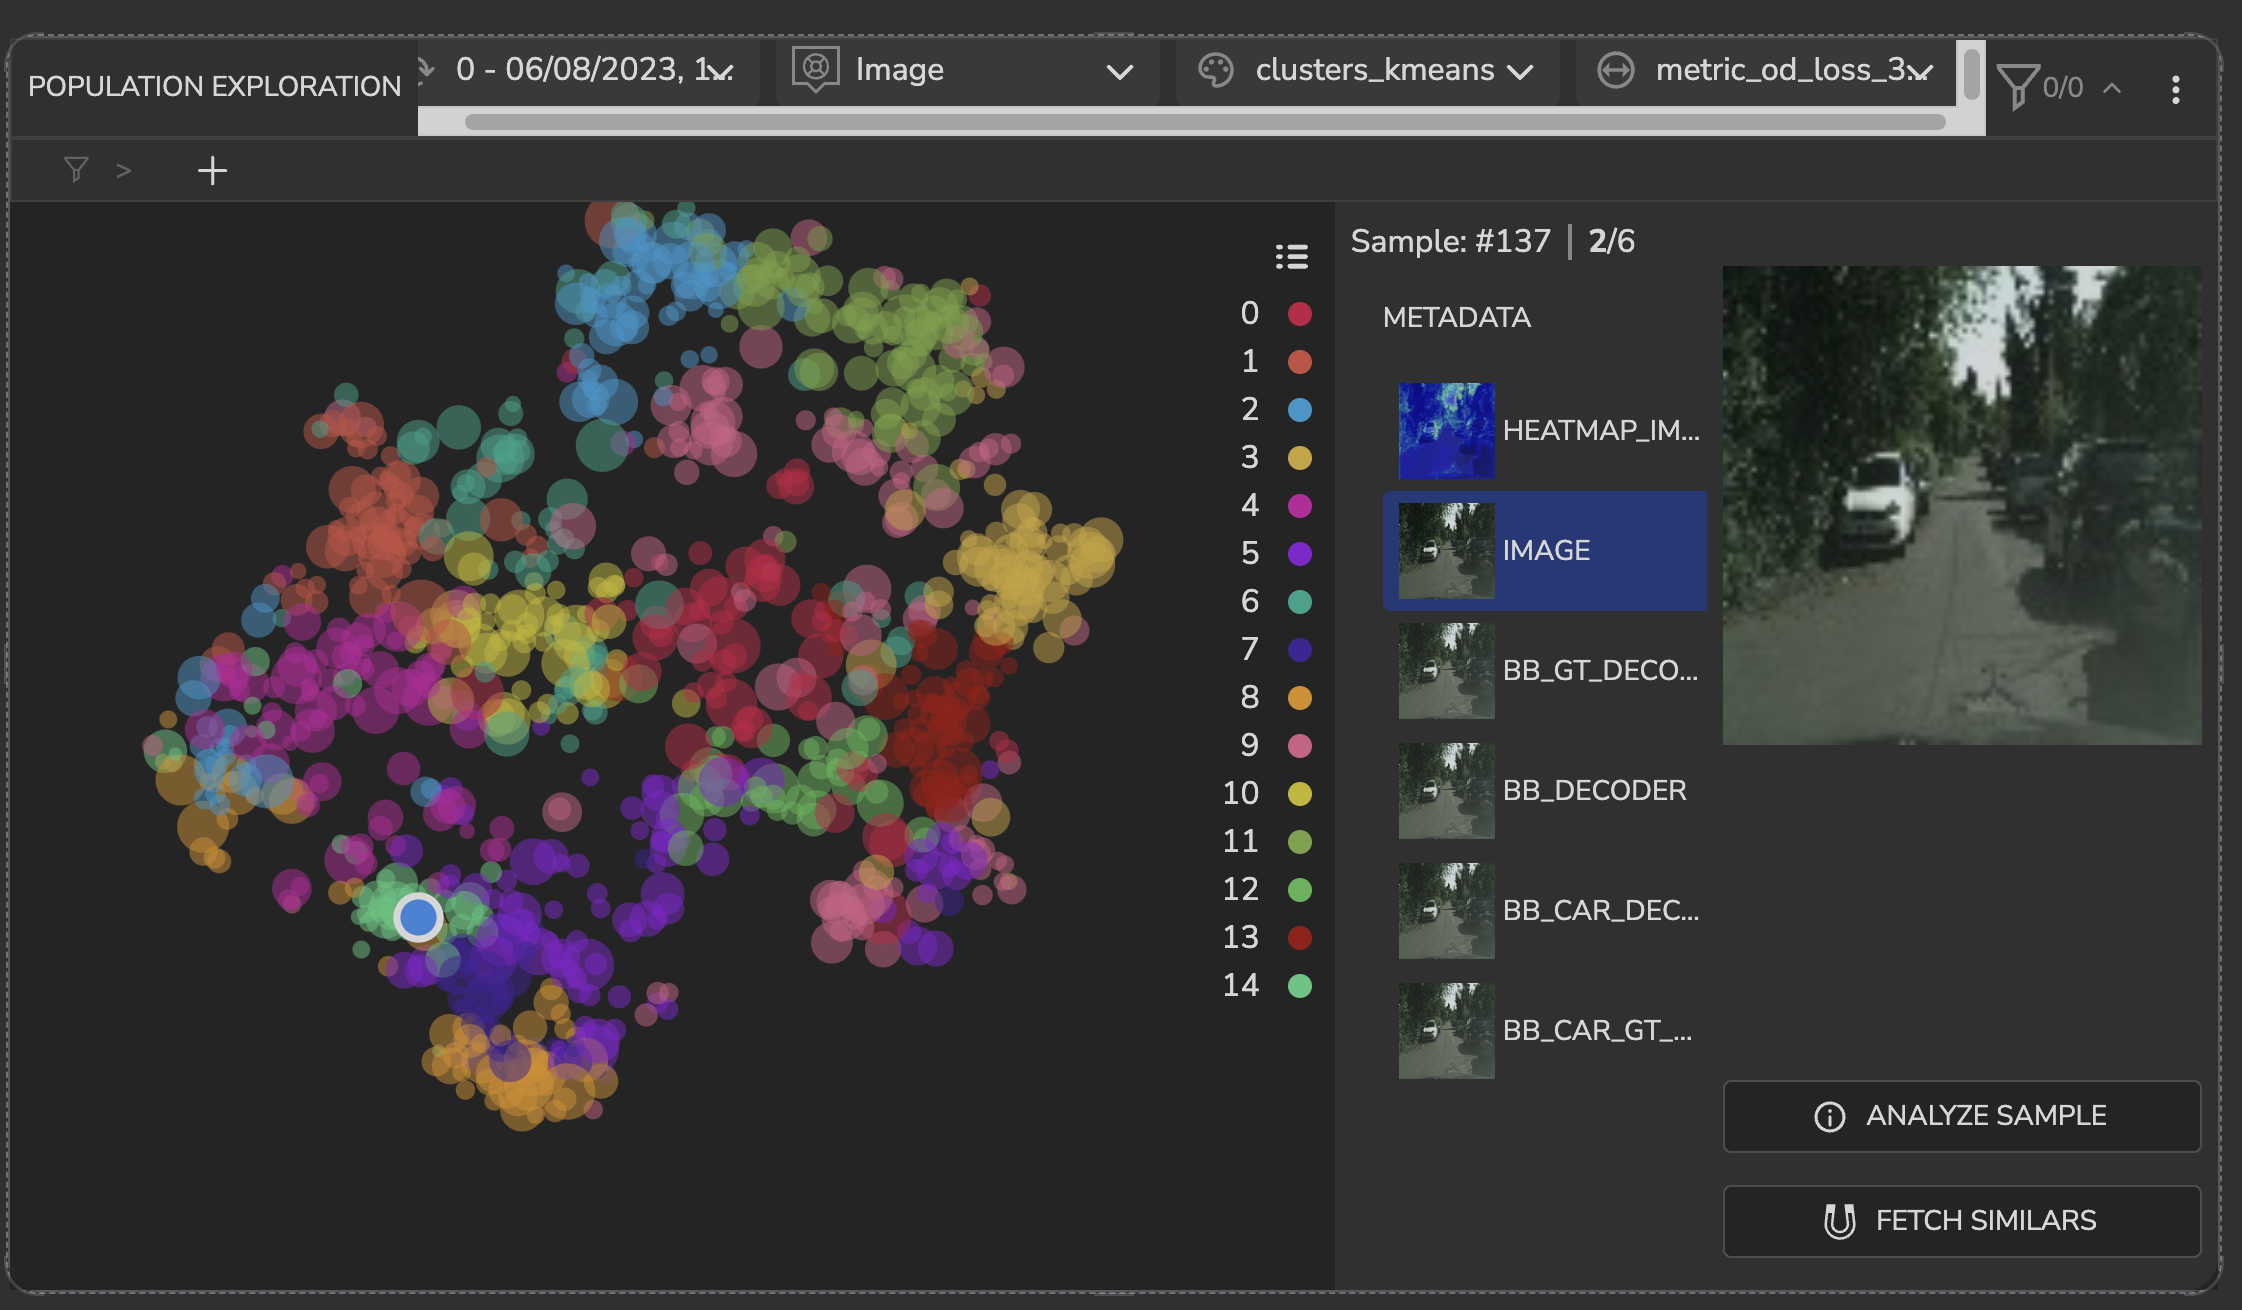 POPULATION EXPLORATION
0 - 06/08/2023, 1...
Image
clusters_kmeans
metric_od_loss_3...
0/0
>
+
Sample: #137 | 2/6
METADATA
HEATMAP_IM...
IMAGE
BB_GT_DECO...
BB_DECODER
BB_CAR_DEC...
BB_CAR_GT_...
0
1
2
3
4
5
6
7
8
9
10
11
12
13
14
ANALYZE SAMPLE
FETCH SIMILARS